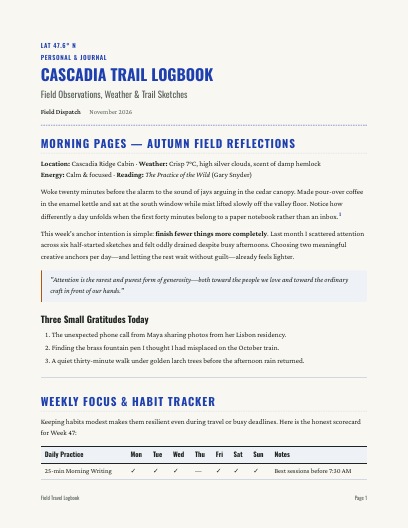 LAT 47.6° N
PERSONAL & JOURNAL
CASCADIA TRAIL LOGBOOK
Field Observations, Weather & Trail Sketches
Field Dispatch November 2026
MORNING PAGES — AUTUMN FIELD REFLECTIONS
Location: Cascadia Ridge Cabin · Weather: Crisp 7°C, high silver clouds, scent of damp hemlock
Energy: Calm & focused · Reading: The Practice of the Wild (Gary Snyder)
Woke twenty minutes before the alarm to the sound of jays arguing in the cedar canopy. Made pour-over coffee
in the enamel kettle and sat at the south window while mist lifted slowly off the valley floor. Notice how
differently a day unfolds when the first forty minutes belong to a paper notebook rather than an inbox.¹
This week's anchor intention is simple: finish fewer things more completely. Last month I scattered attention
across six half-started sketches and felt oddly drained despite busy afternoons. Choosing two meaningful
creative anchors per day—and letting the rest wait without guilt—already feels lighter.
"Attention is the rarest and purest form of generosity—both toward the people we love and toward the ordinary
craft in front of our hands."
Three Small Gratitudes Today
1. The unexpected phone call from Maya sharing photos from her Lisbon residency.
2. Finding the brass fountain pen I thought I had misplaced on the October train.
3. A quiet thirty-minute walk under golden larch trees before the afternoon rain returned.
WEEKLY FOCUS & HABIT TRACKER
Keeping habits modest makes them resilient even during travel or busy deadlines. Here is the honest scorecard
for Week 47:
Daily Practice Mon Tue Wed Thu Fri Sat Sun Notes
25-min Morning Writing ✓ ✓ ✓ — ✓ ✓ ✓ Best sessions before 7:30 AM
Field Travel Logbook Page 1